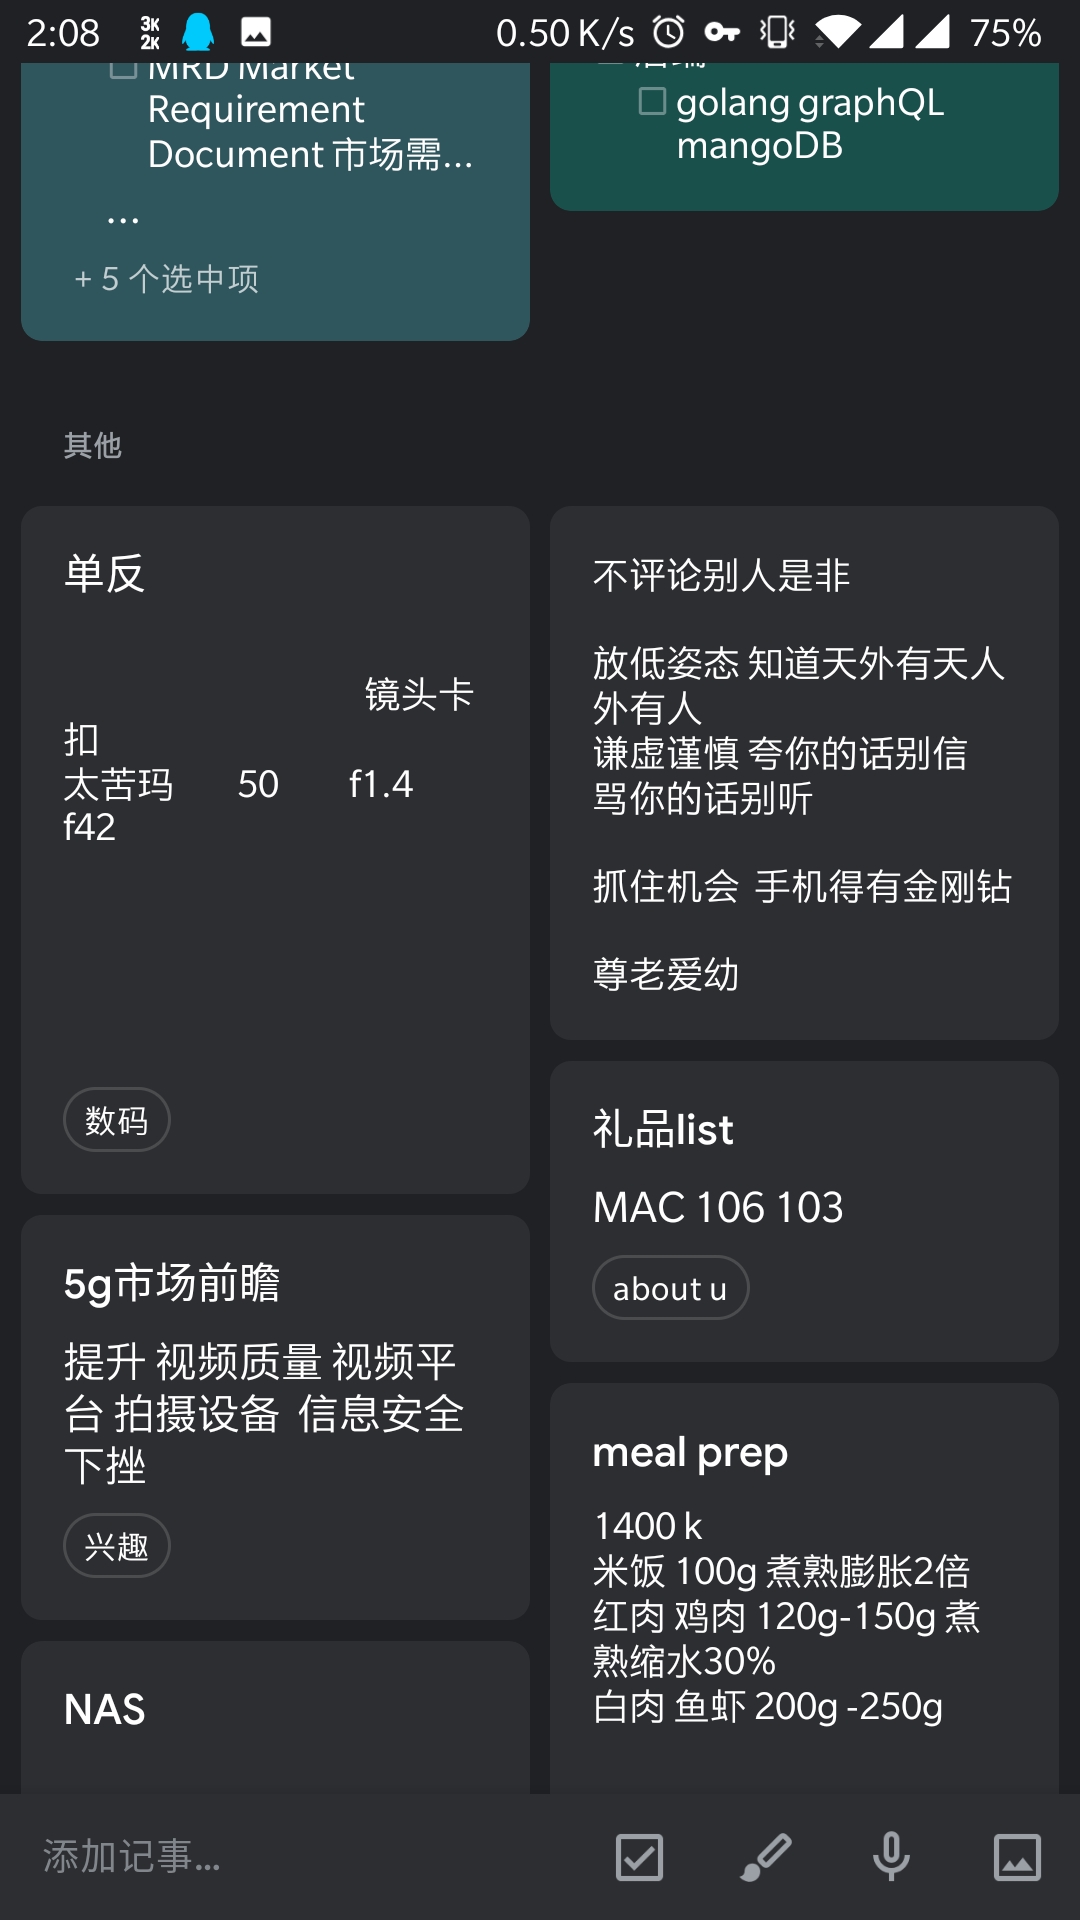 2:08
3K
2K
0.50 K/s
75%
MRD Market
Requirement
Document 市场需...
...
+ 5 个选中项
golang graphQL
mangoDB
其他
单反
镜头卡
扣
太苦玛 50 f1.4
f42
数码
5g市场前瞻
提升 视频质量 视频平
台 拍摄设备 信息安全
下挫
兴趣
NAS
不评论别人是非
放低姿态 知道天外有天人
外有人
谦虚谨慎 夸你的话别信
骂你的话别听
抓住机会 手机得有金刚钻
尊老爱幼
礼品list
MAC 106 103
about u
meal prep
1400 k
米饭 100g 煮熟膨胀2倍
红肉 鸡肉 120g-150g 煮
熟缩水30%
白肉 鱼虾 200g -250g
添加记事...